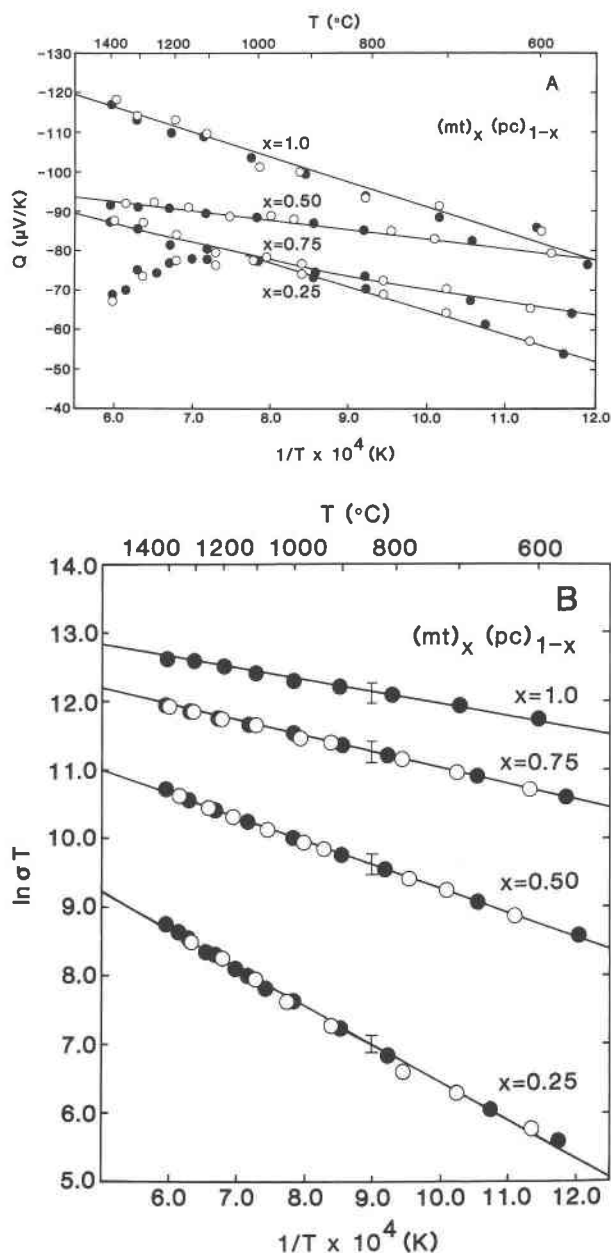 T (°C)
1400 1200 1000 800 600
-130
-120
-110
-100
-90
-80
-70
-60
-50
-40
Q (µV/K)
A
(mt)x (pc)1-x
x=1.0
x=0.50
x=0.75
x=0.25
6.0 7.0 8.0 9.0 10.0 11.0 12.0
1/T x 10⁴ (K)
T (°C)
1400 1200 1000 800 600
14.0
13.0
12.0
11.0
10.0
9.0
8.0
7.0
6.0
5.0
ln σT
B
(mt)x (pc)1-x
x=1.0
x=0.75
x=0.50
x=0.25
6.0 7.0 8.0 9.0 10.0 11.0 12.0
1/T x 10⁴ (K)